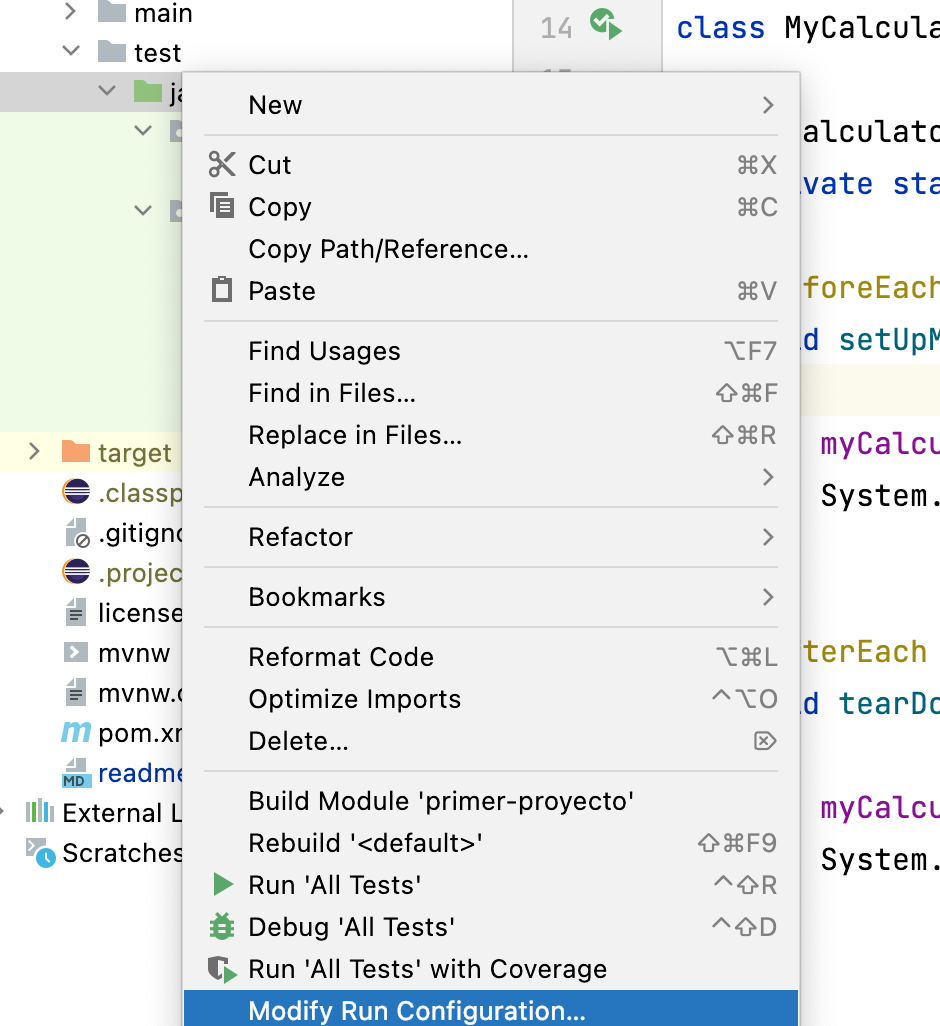 main
test
14
class MyCalcula
New
alculato
Cut ⌘X
vate sta
Copy ⌘C
Copy Path/Reference...
Paste ⌘V
foreEach
Find Usages ⌥F7
d setUpM
Find in Files... ⇧⌘F
Replace in Files... ⇧⌘R
myCalcu
target
Analyze
.classp
System.
.gitigno
Refactor
.projec
Bookmarks
license
mvnw
Reformat Code ⌥⌘L
terEach
mvnw.c
Optimize Imports ^⌥O
d tearDo
pom.xm
Delete... ⌦
MD
readme
External L
Build Module 'primer-proyecto'
myCalcu
Scratches
Rebuild '<default>' ⇧⌘F9
System.
Run 'All Tests' ^⇧R
Debug 'All Tests' ^⇧D
Run 'All Tests' with Coverage
Modify Run Configuration...